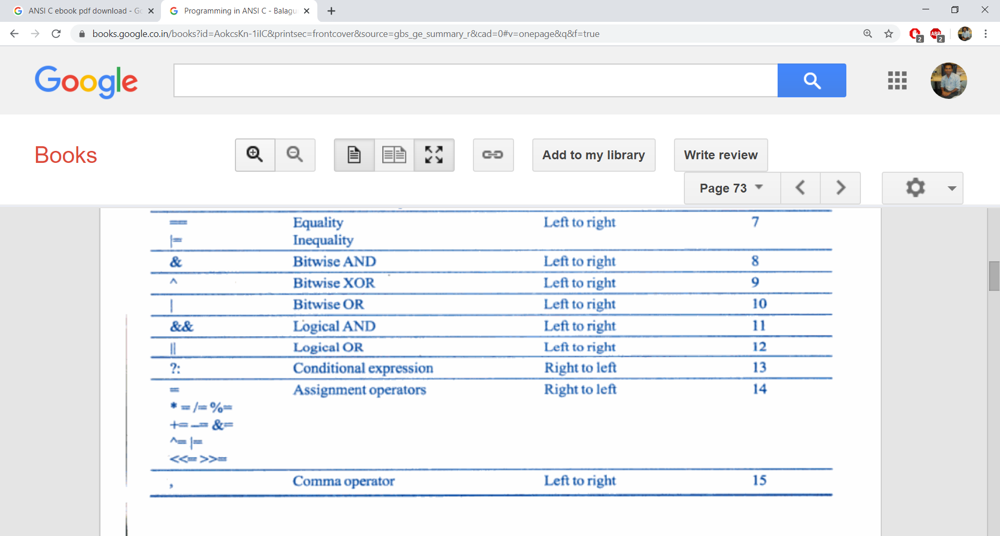 ANSI C ebook pdf download - Go
Programming in ANSI C - Balagu
books.google.co.in/books?id=AokcsKn-1iIC&printsec=frontcover&source=gbs_ge_summary_r&cad=0#v=onepage&q&f=true
2
ABP 2
Google
Books
Add to my library
Write review
Page 73
== Equality Left to right 7
|= Inequality
& Bitwise AND Left to right 8
^ Bitwise XOR Left to right 9
| Bitwise OR Left to right 10
&& Logical AND Left to right 11
|| Logical OR Left to right 12
?: Conditional expression Right to left 13
= Assignment operators Right to left 14
* = /= %=
+= –= &=
^= |=
<<= >>=
, Comma operator Left to right 15